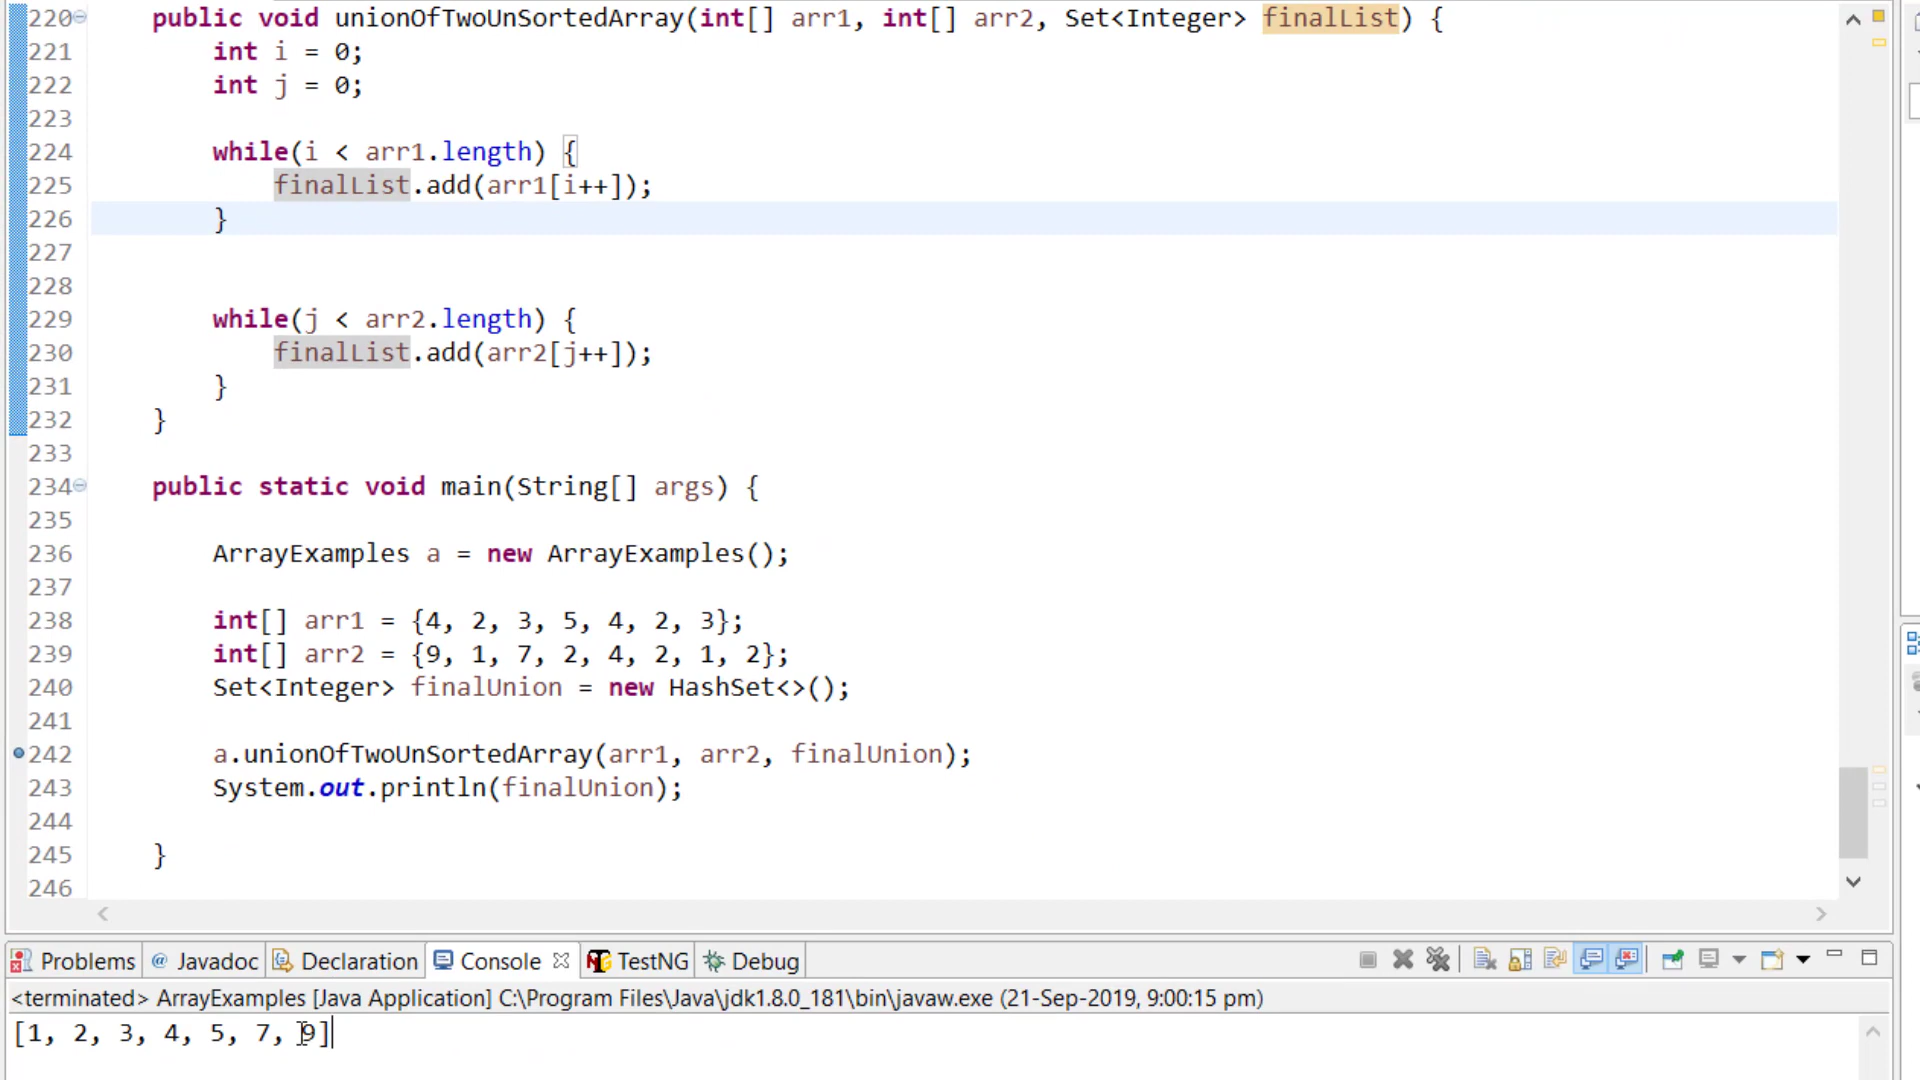 220 public void unionOfTwoUnSortedArray(int[] arr1, int[] arr2, Set<Integer> finalList) {
221 int i = 0;
222 int j = 0;
223
224 while(i < arr1.length) {
225 finalList.add(arr1[i++]);
226 }
227
228
229 while(j < arr2.length) {
230 finalList.add(arr2[j++]);
231 }
232 }
233
234 public static void main(String[] args) {
235
236 ArrayExamples a = new ArrayExamples();
237
238 int[] arr1 = {4, 2, 3, 5, 4, 2, 3};
239 int[] arr2 = {9, 1, 7, 2, 4, 2, 1, 2};
240 Set<Integer> finalUnion = new HashSet<>();
241
242 a.unionOfTwoUnSortedArray(arr1, arr2, finalUnion);
243 System.out.println(finalUnion);
244
245 }
246
Problems @ Javadoc Declaration Console TestNG Debug
<terminated> ArrayExamples [Java Application] C:\Program Files\Java\jdk1.8.0_181\bin\javaw.exe (21-Sep-2019, 9:00:15 pm)
[1, 2, 3, 4, 5, 7, 9]